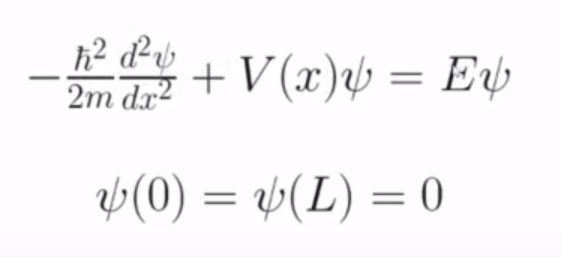 $-\frac{\hbar^2}{2m}\frac{d^2\psi}{dx^2} + V(x)\psi = E\psi$
$\psi(0) = \psi(L) = 0$